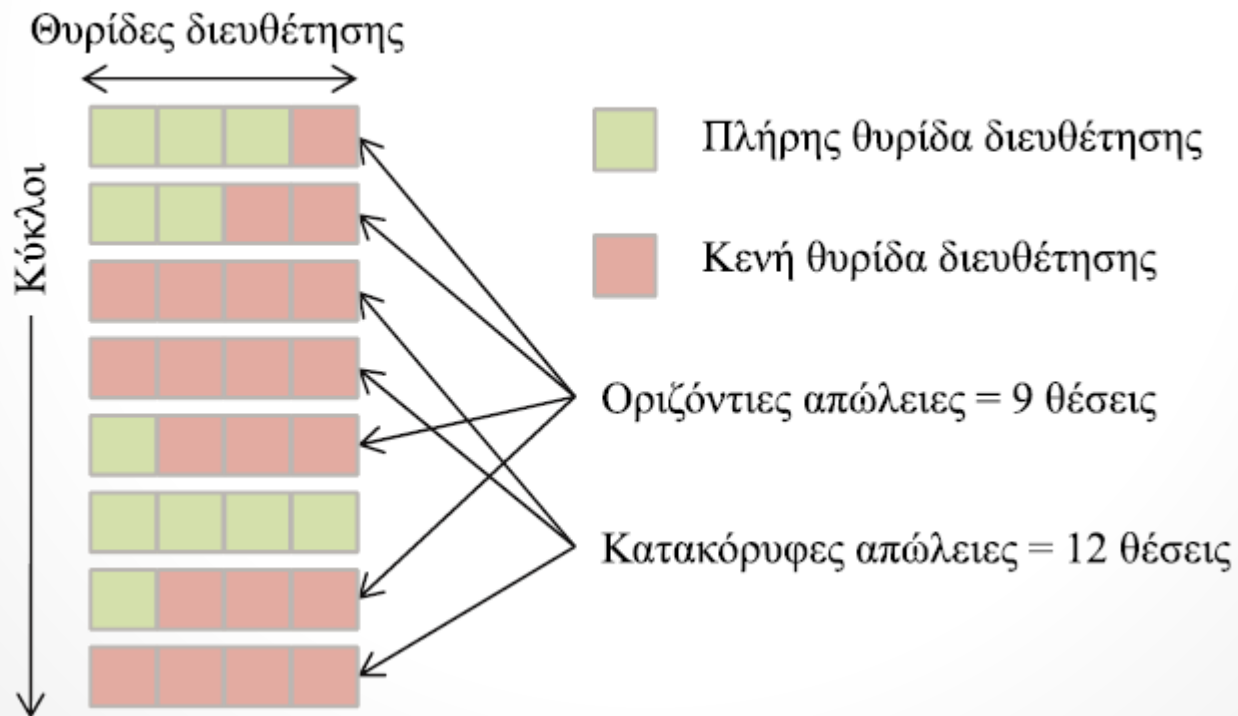 Θυρίδες διευθέτησης
Κύκλοι
Πλήρης θυρίδα διευθέτησης
Κενή θυρίδα διευθέτησης
Οριζόντιες απώλειες = 9 θέσεις
Κατακόρυφες απώλειες = 12 θέσεις